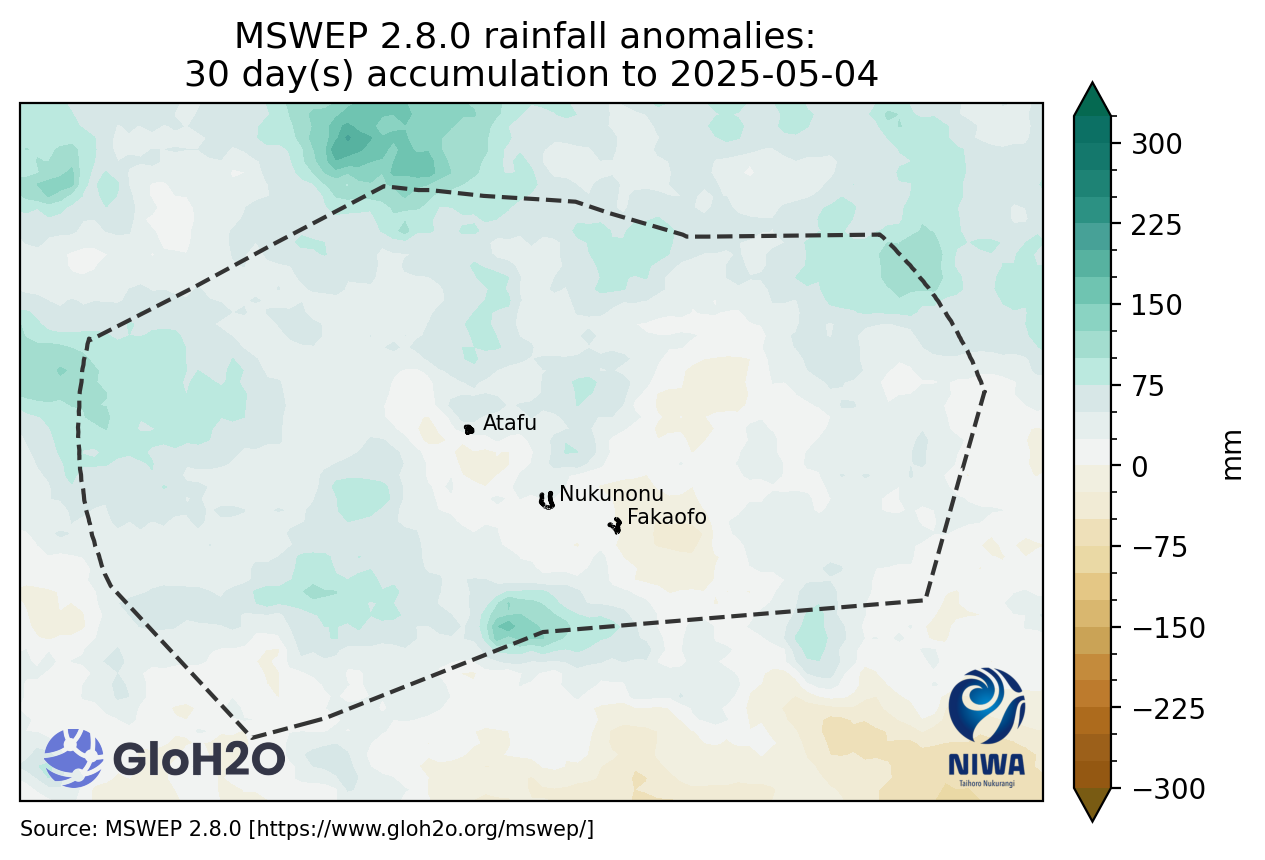 MSWEP 2.8.0 rainfall anomalies:
30 day(s) accumulation to 2025-05-04
300
225
150
75
0
−75
−150
−225
−300
mm
Atafu
Nukunonu
Fakaofo
GloH2O
NIWA
Taihoro Nukurangi
Source: MSWEP 2.8.0 [https://www.gloh2o.org/mswep/]